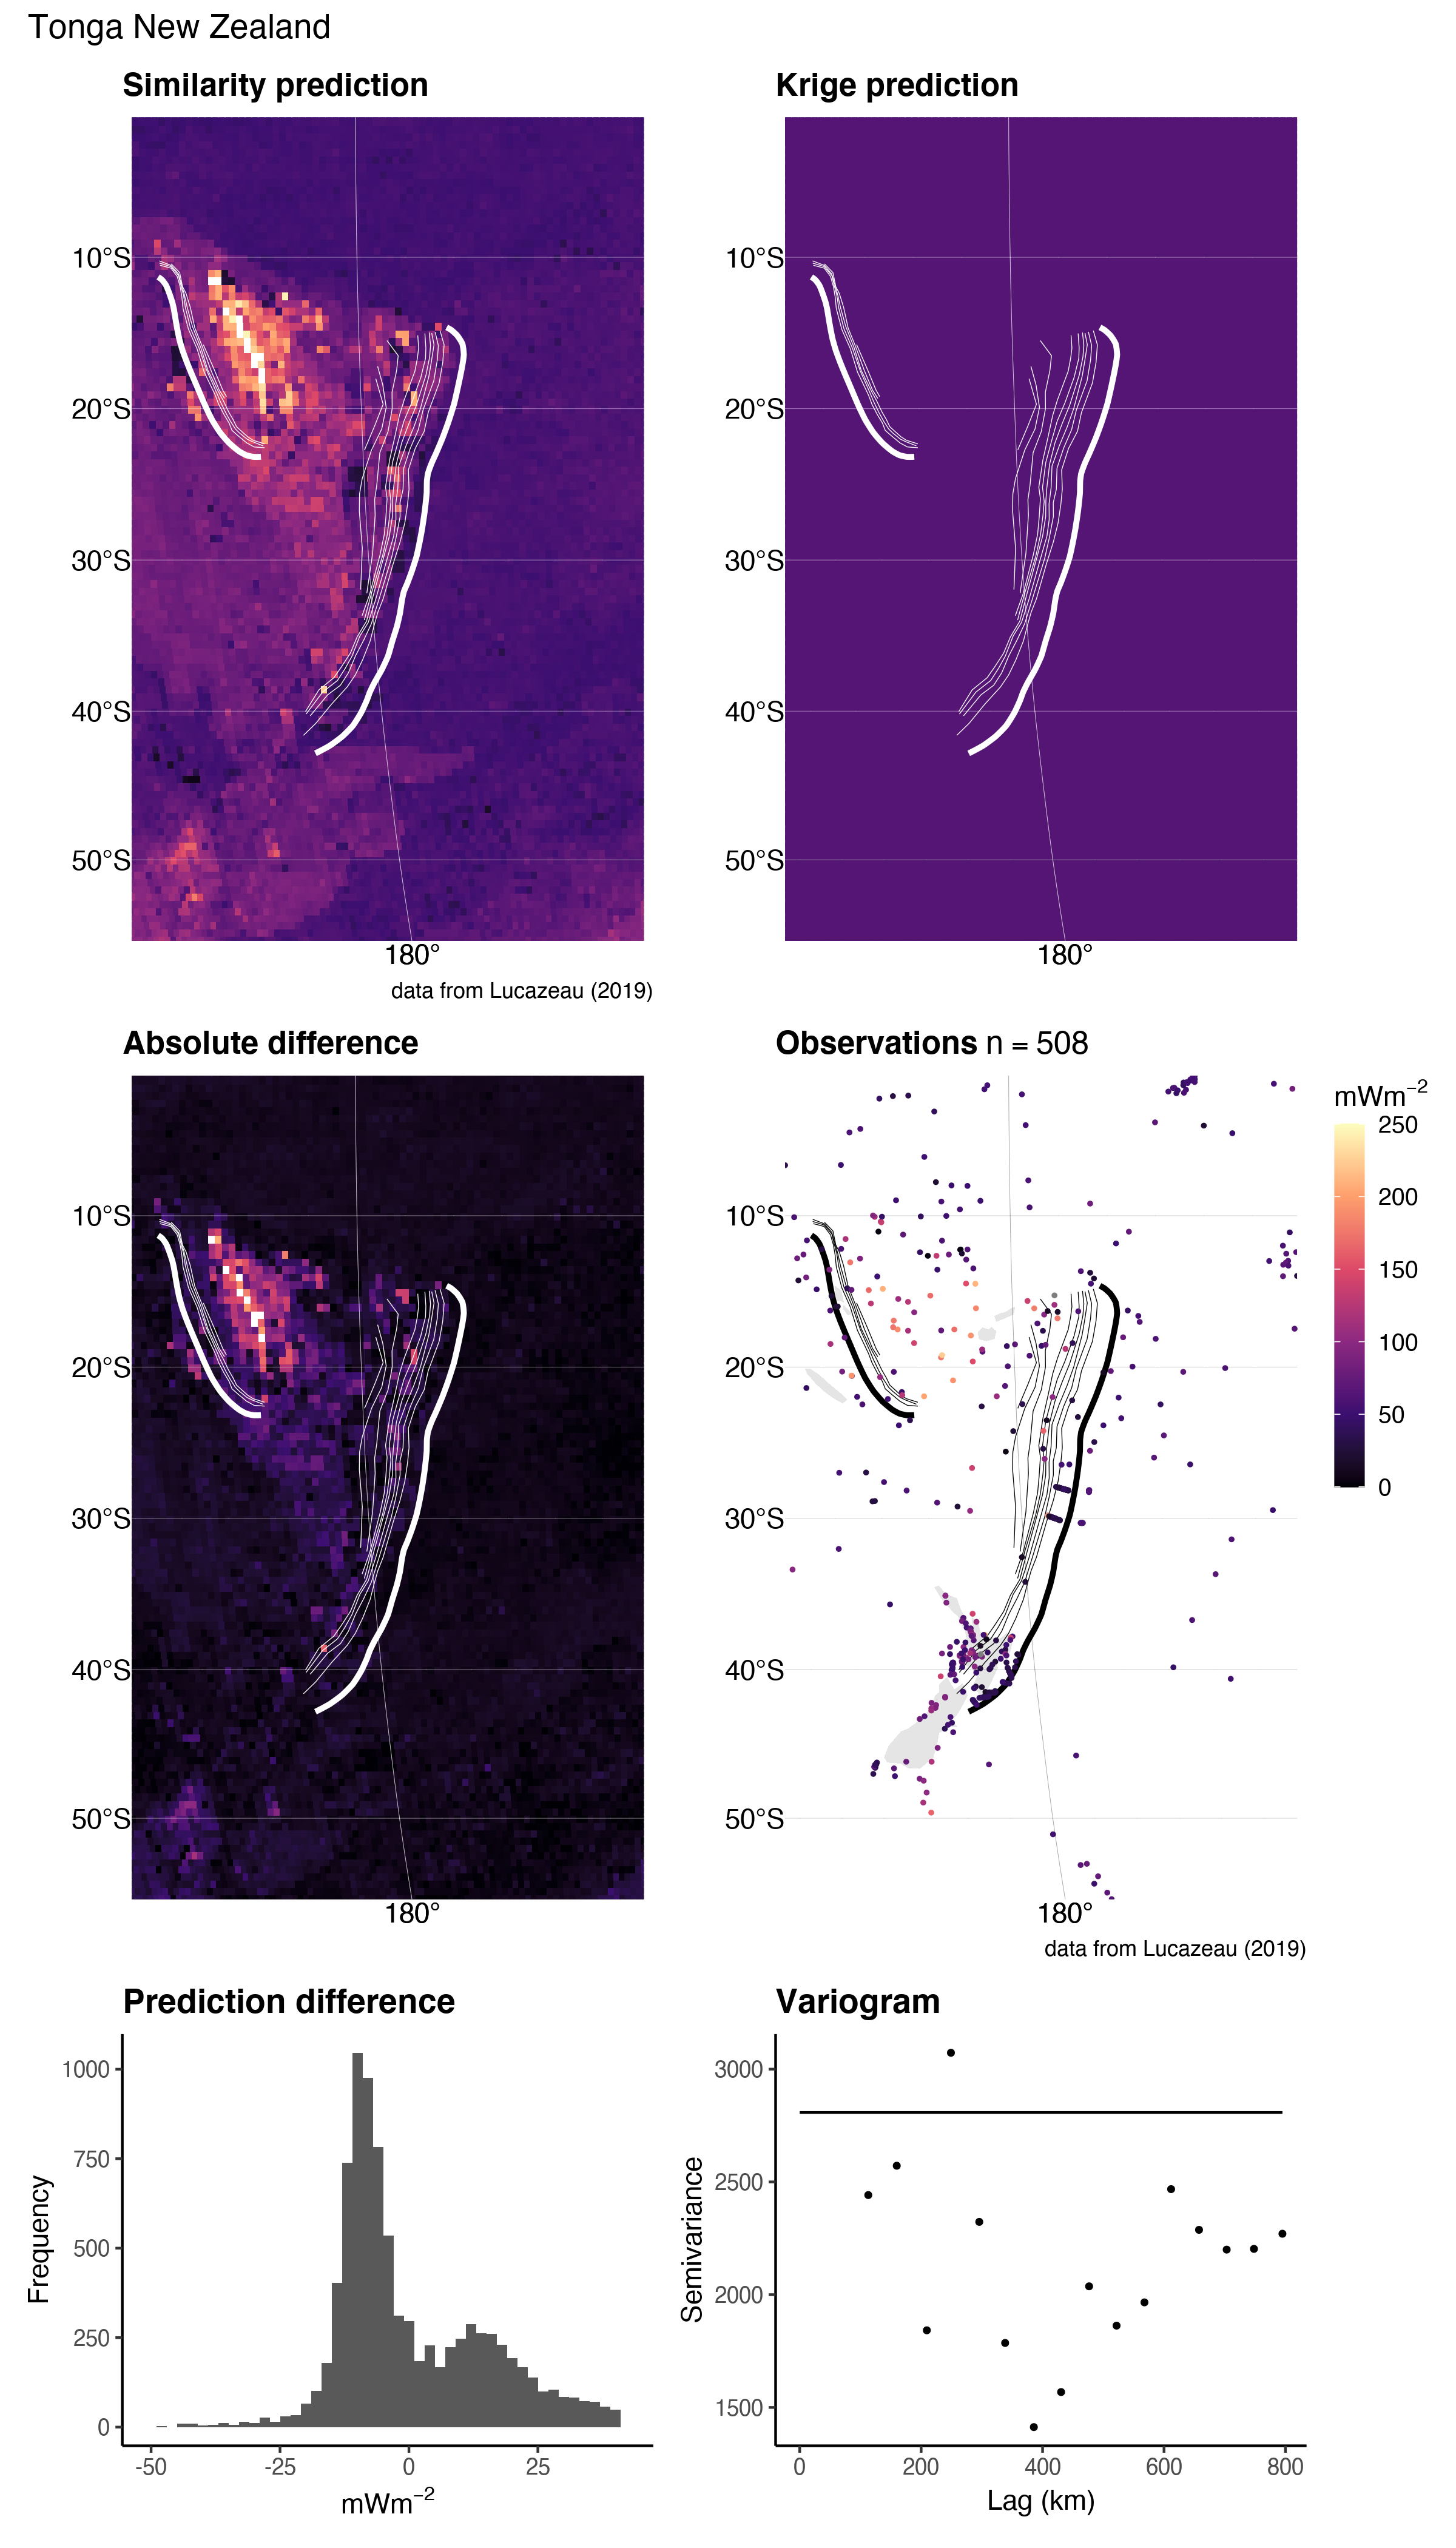 Tonga New Zealand
Similarity prediction
Krige prediction
10°S
20°S
30°S
40°S
50°S
180°
data from Lucazeau (2019)
10°S
20°S
30°S
40°S
50°S
180°
Absolute difference
Observations n = 508
10°S
20°S
30°S
40°S
50°S
180°
10°S
20°S
30°S
40°S
50°S
180°
data from Lucazeau (2019)
mWm⁻²
250
200
150
100
50
0
Prediction difference
Frequency
1000
750
500
250
0
-50
-25
0
25
mWm⁻²
Variogram
Semivariance
3000
2500
2000
1500
0
200
400
600
800
Lag (km)